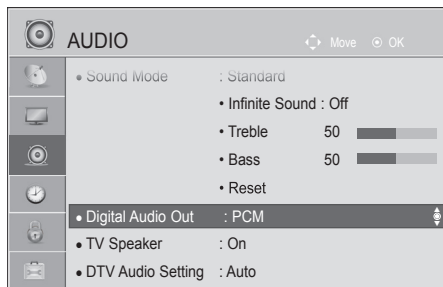 AUDIO
Move OK
• Sound Mode : Standard
• Infinite Sound : Off
• Treble 50
• Bass 50
• Reset
• Digital Audio Out : PCM
• TV Speaker : On
• DTV Audio Setting : Auto